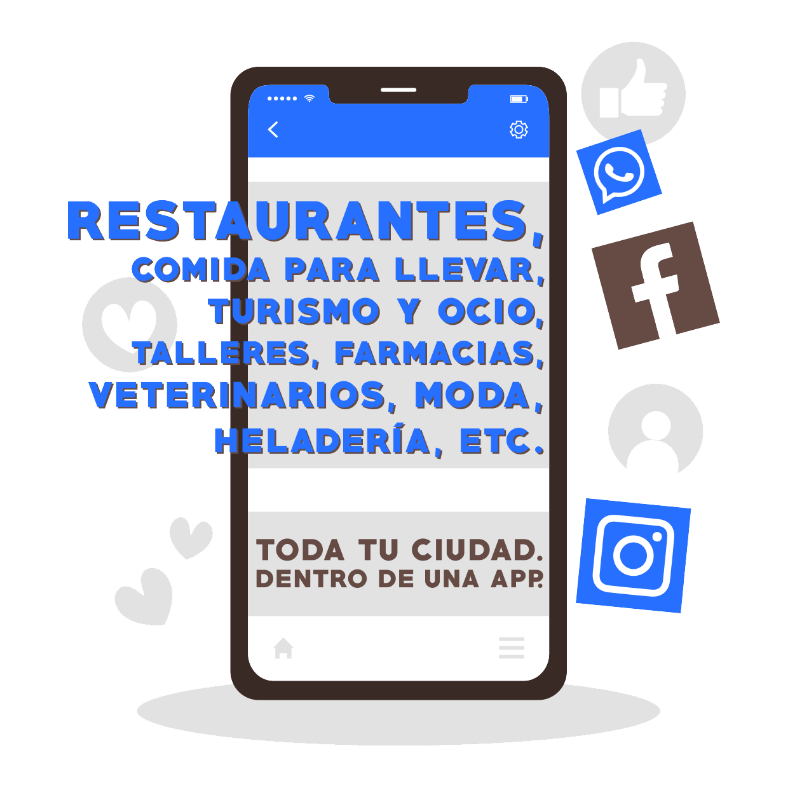 RESTAURANTES,
COMIDA PARA LLEVAR,
TURISMO Y OCIO,
TALLERES, FARMACIAS,
VETERINARIOS, MODA,
HELADERÍA, ETC.
TODA TU CIUDAD.
DENTRO DE UNA APP.